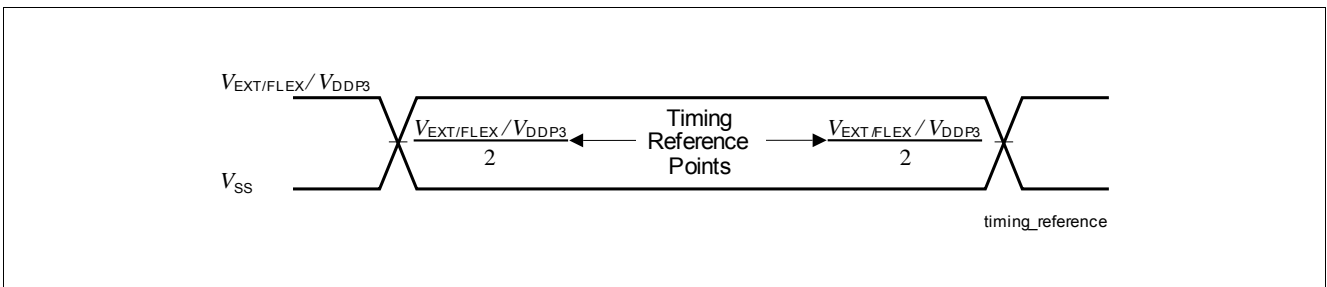 VEXT/FLEX / VDDP3
VEXT/FLEX / VDDP3
2
Timing
Reference
Points
VEXT/FLEX / VDDP3
2
VSS
timing_reference